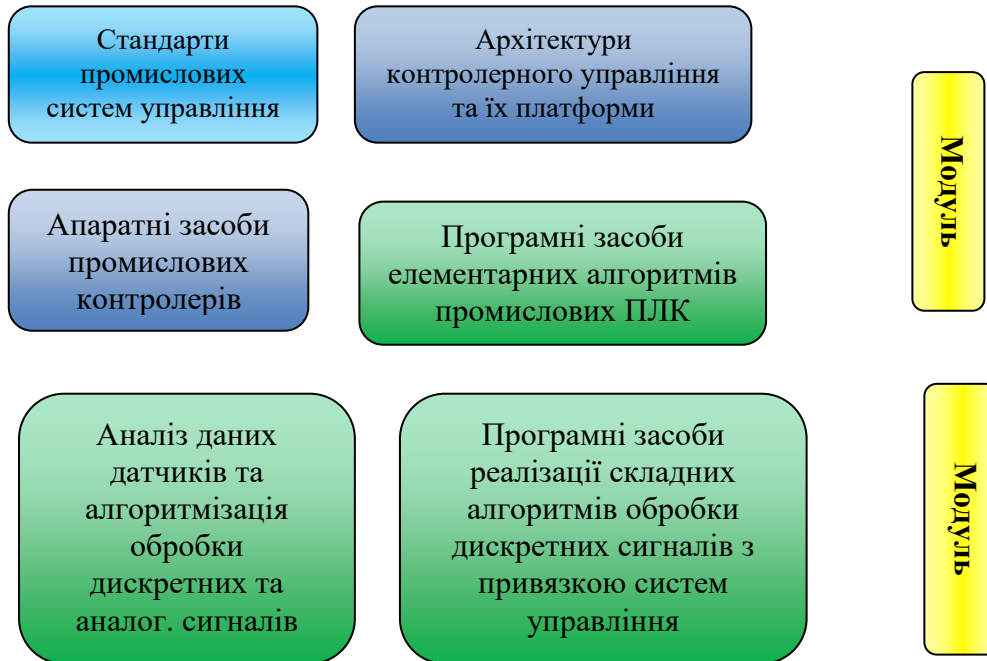 Стандарти
промислових
систем управління
Архітектури
контролерного управління
та їх платформи
Модуль
Апаратні засоби
промислових
контролерів
Програмні засоби
елементарних алгоритмів
промислових ПЛК
Аналіз даних
датчиків та
алгоритмізація
обробки
дискретних та
аналог. сигналів
Програмні засоби
реалізації складних
алгоритмів обробки
дискретних сигналів з
привязкою систем
управління
Модуль